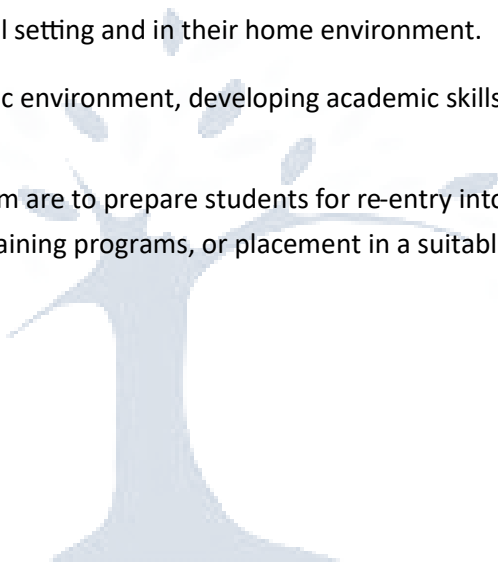 l setting and in their home environment.
ic environment, developing academic skills
m are to prepare students for re-entry into
aining programs, or placement in a suitabl